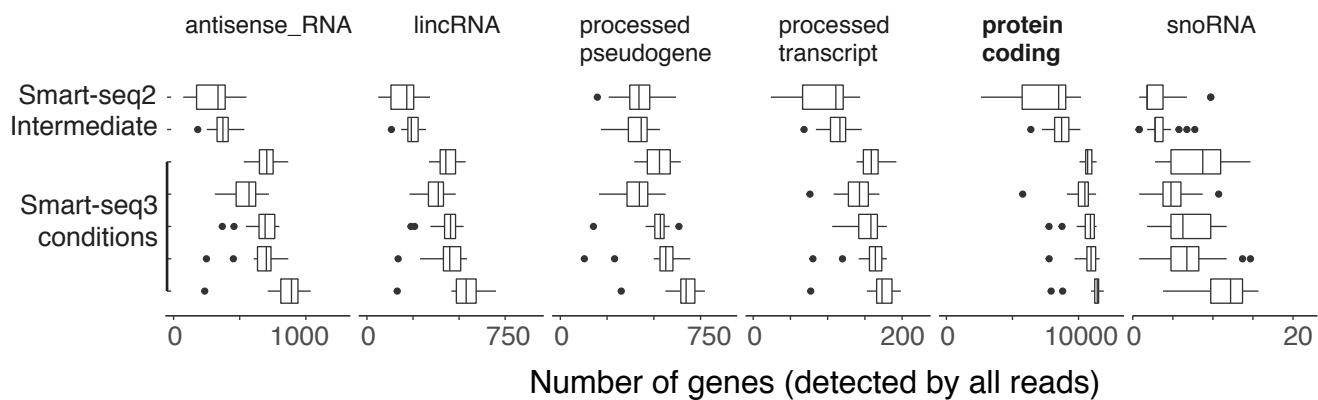 antisense_RNA lincRNA processed pseudogene processed transcript protein coding snoRNA
Smart-seq2
Intermediate
Smart-seq3
conditions
0 1000 0 750 0 750 0 200 0 10000 0 20
Number of genes (detected by all reads)